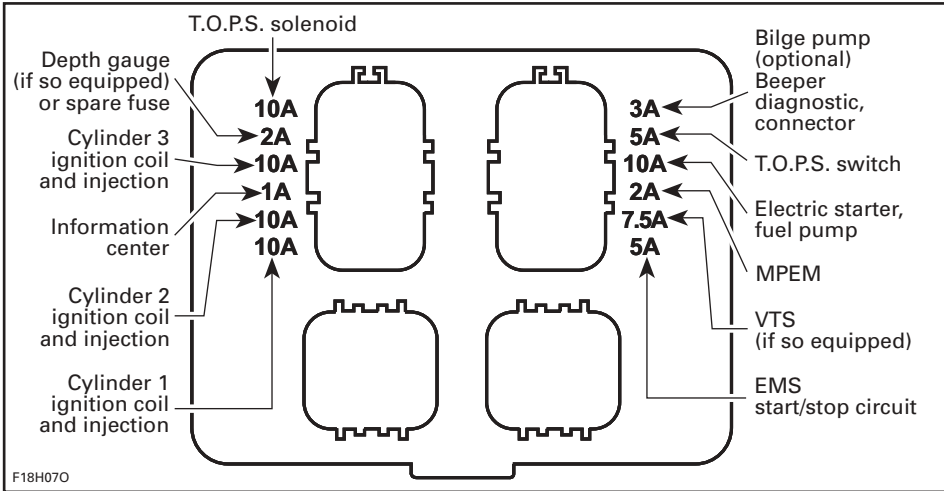 T.O.P.S. solenoid
Depth gauge
(if so equipped)
or spare fuse
Cylinder 3
ignition coil
and injection
Information
center
Cylinder 2
ignition coil
and injection
Cylinder 1
ignition coil
and injection
10A
2A
10A
1A
10A
10A
3A
5A
10A
2A
7.5A
5A
Bilge pump
(optional)
Beeper
diagnostic,
connector
T.O.P.S. switch
Electric starter,
fuel pump
MPEM
VTS
(if so equipped)
EMS
start/stop circuit
F18H07O